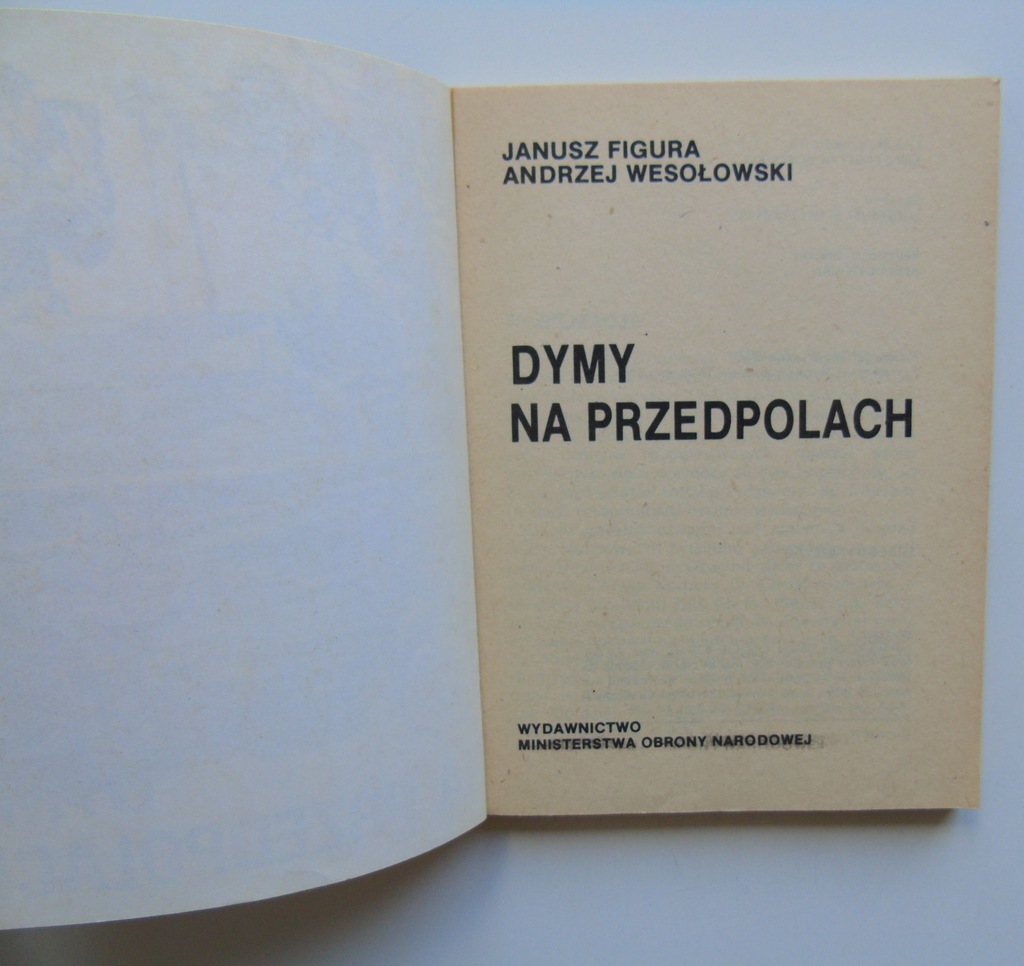 JANUSZ FIGURA
ANDRZEJ WESOŁOWSKI
DYMY
NA PRZEDPOLACH
WYDAWNICTWO
MINISTERSTWA OBRONY NARODOWEJ